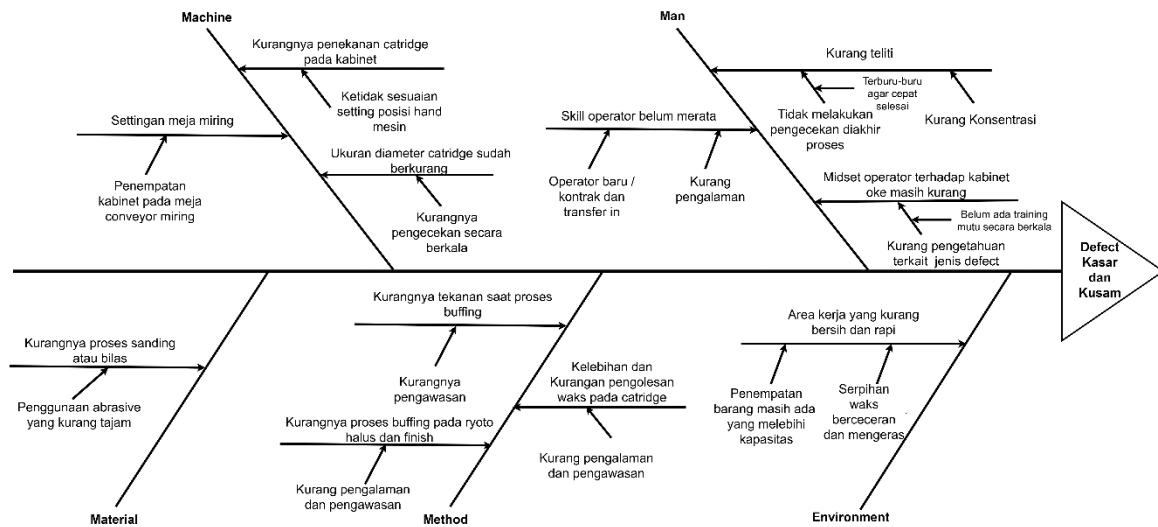 Machine
Kurangnya penekanan catridge
pada kabinet
Ketidak sesuaian
setting posisi hand
mesin
Settingan meja miring
Penempatan
kabinet pada meja
conveyor miring
Ukuran diameter catridge sudah
berkurang
Kurangnya
pengecekan secara
berkala
Man
Kurang teliti
Terburu-buru
agar cepat
selesai
Tidak melakukan
pengecekan diakhir
proses
Kurang Konsentrasi
Skill operator belum merata
Operator baru /
kontrak dan
transfer in
Kurang
pengalaman
Midset operator terhadap kabinet
oke masih kurang
Belum ada training
mutu secara berkala
Kurang pengetahuan
terkait jenis defect
Defect
Kasar
dan
Kusam
Kurangnya proses sanding
atau bilas
Penggunaan abrasive
yang kurang tajam
Material
Kurangnya tekanan saat proses
buffing
Kurangnya
pengawasan
Kelebihan dan
Kurangan pengolesan
waks pada catridge
Kurang pengalaman
dan pengawasan
Kurangnya proses buffing pada ryoto
halus dan finish
Kurang pengalaman
dan pengawasan
Method
Area kerja yang kurang
bersih dan rapi
Penempatan
barang masih ada
yang melebihi
kapasitas
Serpihan
waks
berceceran
dan mengeras
Environment